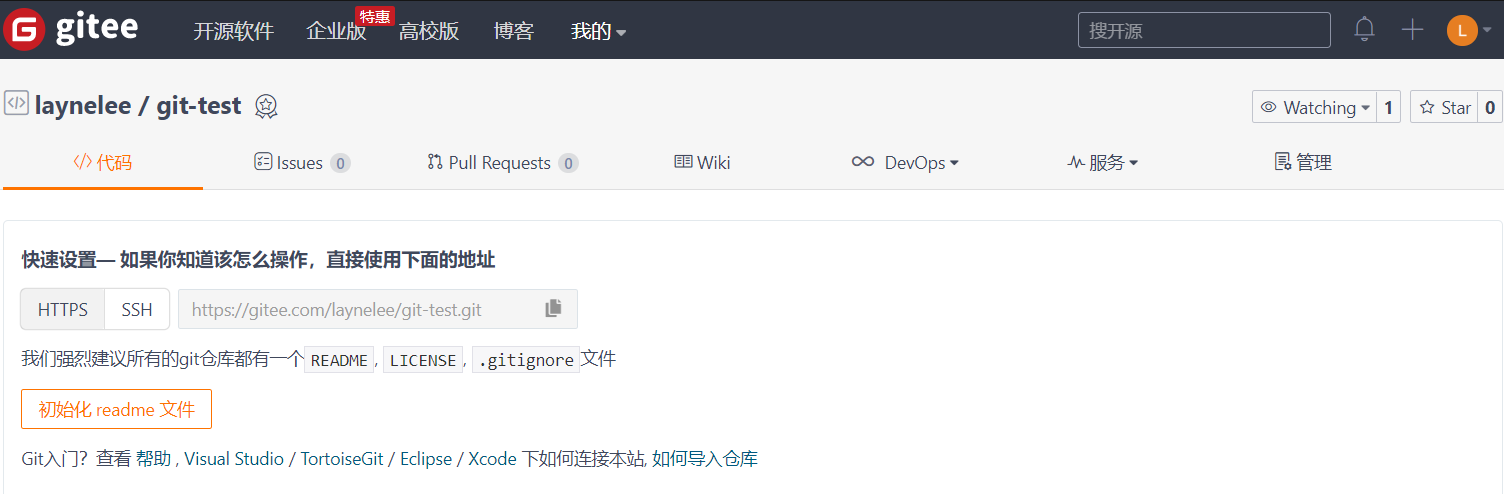 gitee 开源软件 企业版 特惠 高校版 博客 我的 搜开源 L
laynelee / git-test Watching 1 Star 0
代码 Issues 0 Pull Requests 0 Wiki DevOps 服务 管理
快速设置— 如果你知道该怎么操作，直接使用下面的地址
HTTPS SSH https://gitee.com/laynelee/git-test.git
我们强烈建议所有的git仓库都有一个 README, LICENSE, .gitignore 文件
初始化 readme 文件
Git入门？查看 帮助 , Visual Studio / TortoiseGit / Eclipse / Xcode 下如何连接本站, 如何导入仓库